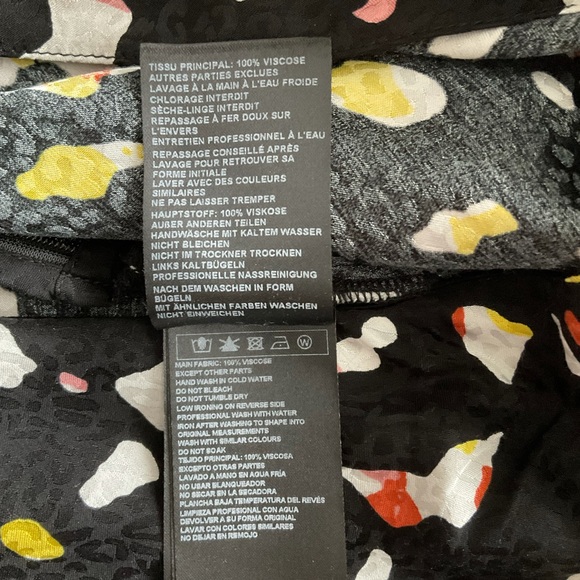 TISSU PRINCIPAL: 100% VISCOSE
AUTRES PARTIES EXCLUES
LAVAGE À LA MAIN À L'EAU FROIDE
CHLORAGE INTERDIT
SÈCHE-LINGE INTERDIT
REPASSAGE À FER DOUX SUR
L'ENVERS
ENTRETIEN PROFESSIONNEL À L'EAU
REPASSAGE CONSEILLÉ APRÈS
LAVAGE POUR RETROUVER SA
FORME INITIALE
LAVER AVEC DES COULEURS
SIMILAIRES
NE PAS LAISSER TREMPER
HAUPTSTOFF: 100% VISKOSE
AUẞER ANDEREN TEILEN
HANDWÄSCHE MIT KALTEM WASSER
NICHT BLEICHEN
NICHT IM TROCKNER TROCKNEN
LINKS KALTBÜGELN
PROFESSIONELLE NASSREINIGUNG
NACH DEM WASCHEN IN FORM
BÜGELN
MIT ÄHNLICHEN FARBEN WASCHEN
NICHT EINWEICHEN
MAIN FABRIC: 100% VISCOSE
EXCEPT OTHER PARTS
HAND WASH IN COLD WATER
DO NOT BLEACH
DO NOT TUMBLE DRY
LOW IRONING ON REVERSE SIDE
PROFESSIONAL WASH WITH WATER
IRON AFTER WASHING TO SHAPE INTO
ORIGINAL MEASUREMENTS
WASH WITH SIMILAR COLOURS
DO NOT SOAK
TEJIDO PRINCIPAL: 100% VISCOSA
EXCEPTO OTRAS PARTES
LAVADO A MANO EN AGUA FRÍA
NO USAR BLANQUEADOR
NO SECAR EN LA SECADORA
PLANCHA BAJA TEMPERATURA DEL REVÉS
LIMPIEZA PROFESIONAL CON AGUA
DEVOLVER A SU FORMA ORIGINAL
LAVAR CON COLORES SIMILARES
NO DEJAR EN REMOJO